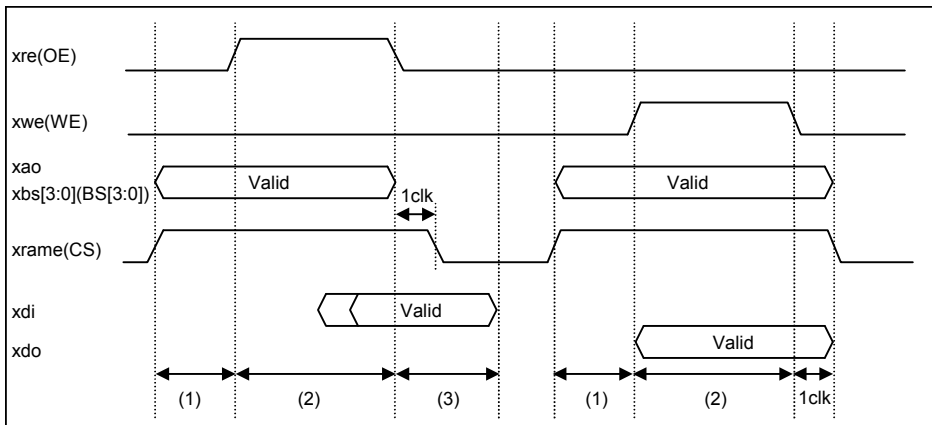 xre(OE)
xwe(WE)
xao
xbs[3:0](BS[3:0])
Valid
Valid
1clk
xrame(CS)
xdi
Valid
xdo
Valid
(1)
(2)
(3)
(1)
(2)
1clk